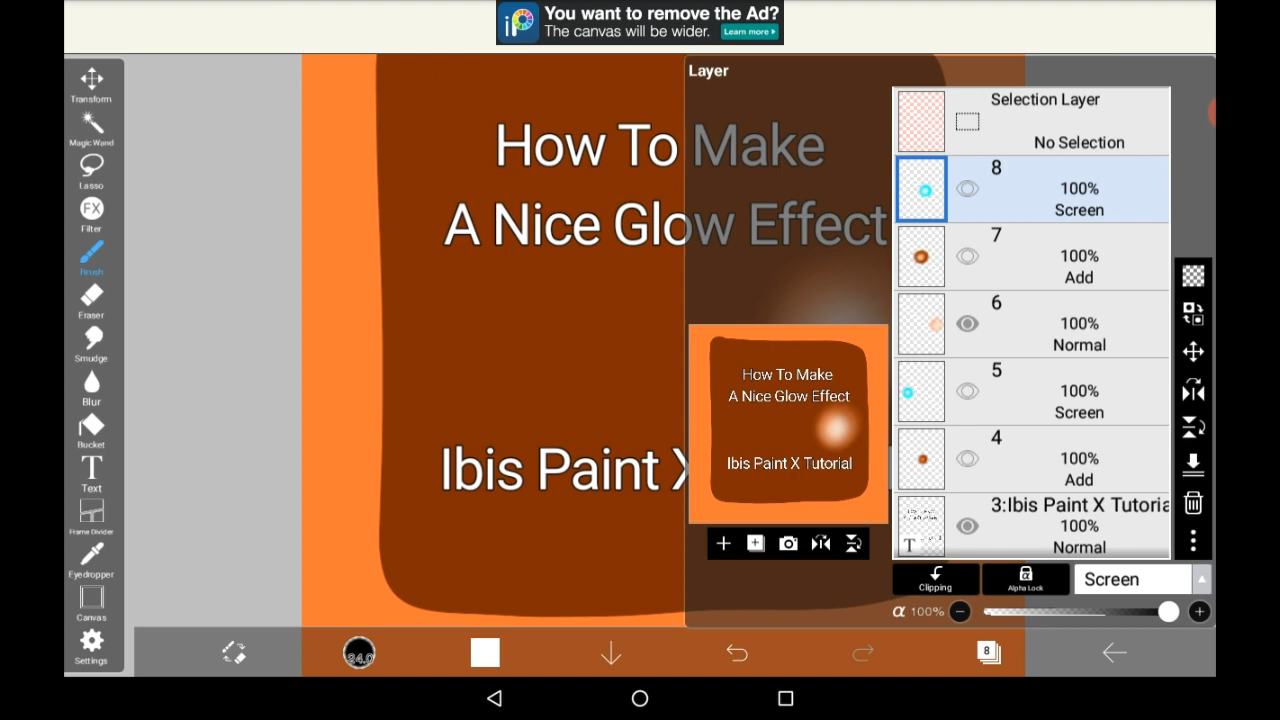 You want to remove the Ad?
The canvas will be wider. Learn more
Transform
Magic Wand
Lasso
FX
Filter
Brush
Eraser
Smudge
Blur
Bucket
T
Text
Frame Divider
Eyedropper
Canvas
Settings
How To Make
A Nice Glow Effect
Ibis Paint X
Layer
How To Make
A Nice Glow Effect
Ibis Paint X Tutorial
Selection Layer
No Selection
8
100%
Screen
7
100%
Add
6
100%
Normal
5
100%
Screen
4
100%
Add
3:Ibis Paint X Tutoria
100%
Normal
T
Clipping
Alpha Lock
Screen
α 100%
34.0
8